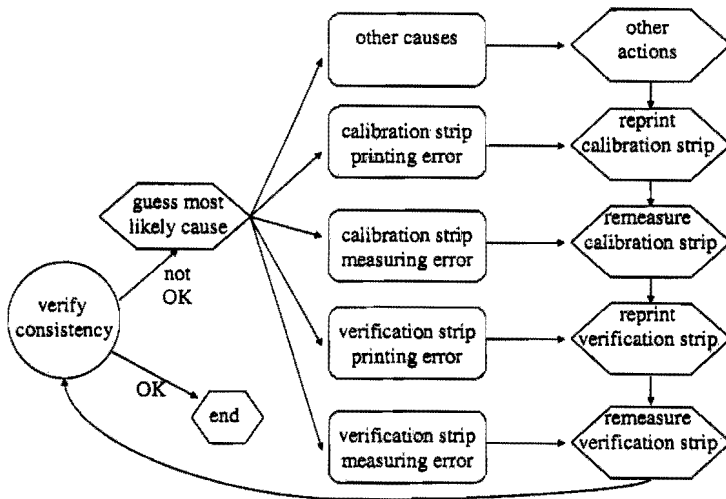 other causes
other
actions
calibration strip
printing error
reprint
calibration strip
guess most
likely cause
calibration strip
measuring error
remeasure
calibration strip
not
OK
verify
consistency
verification strip
printing error
reprint
verification strip
OK
end
verification strip
measuring error
remeasure
verification strip